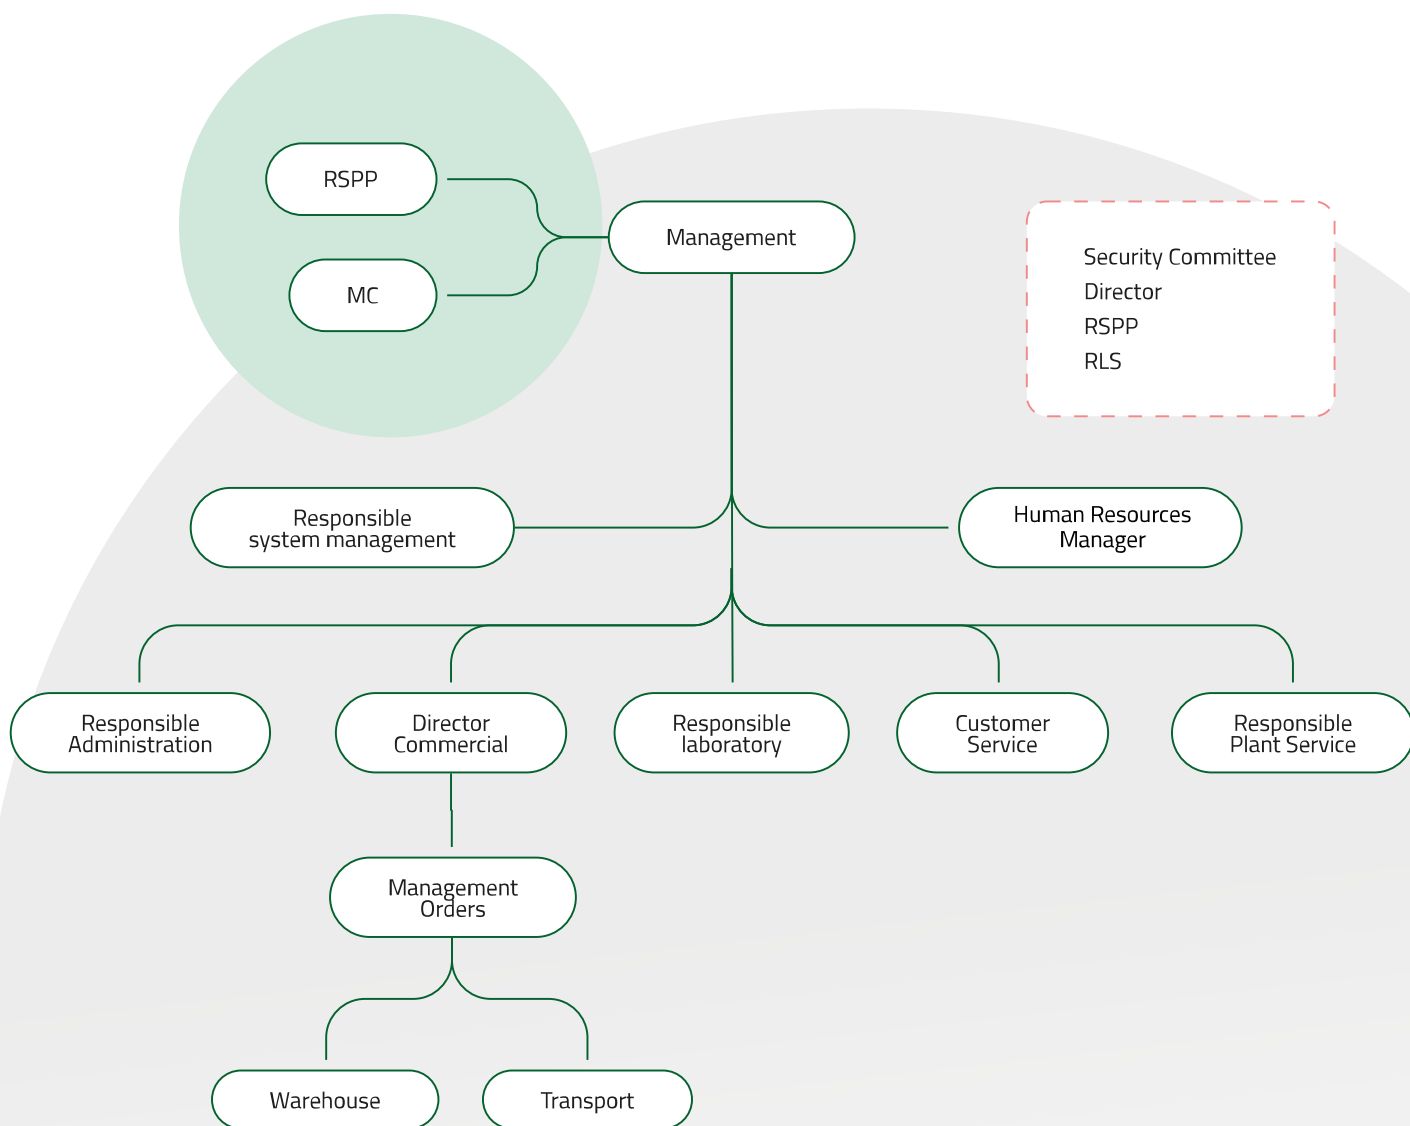 RSPP
Management
MC
Security Committee
Director
RSPP
RLS
Responsible
system management
Human Resources
Manager
Responsible
Administration
Director
Commercial
Responsible
laboratory
Customer
Service
Responsible
Plant Service
Management
Orders
Warehouse
Transport